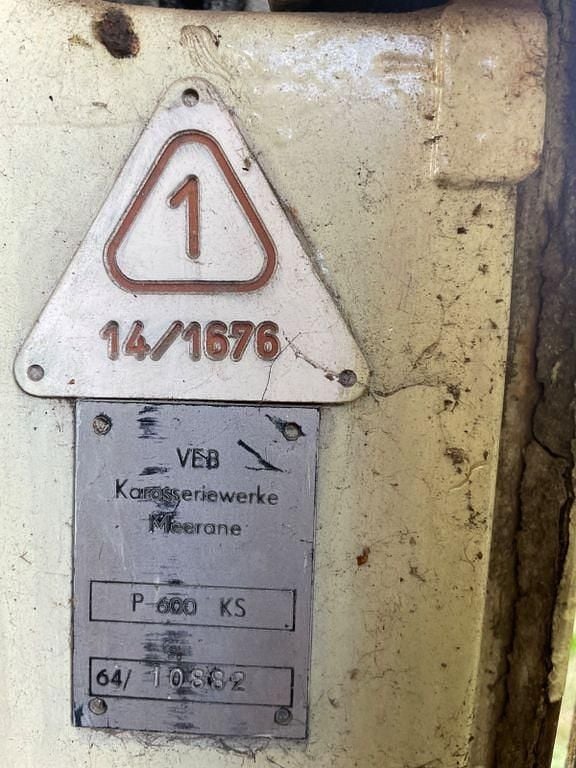 1
14/1676
VEB
Karosseriewerke
Meerane
P 600 KS
64/ 10882